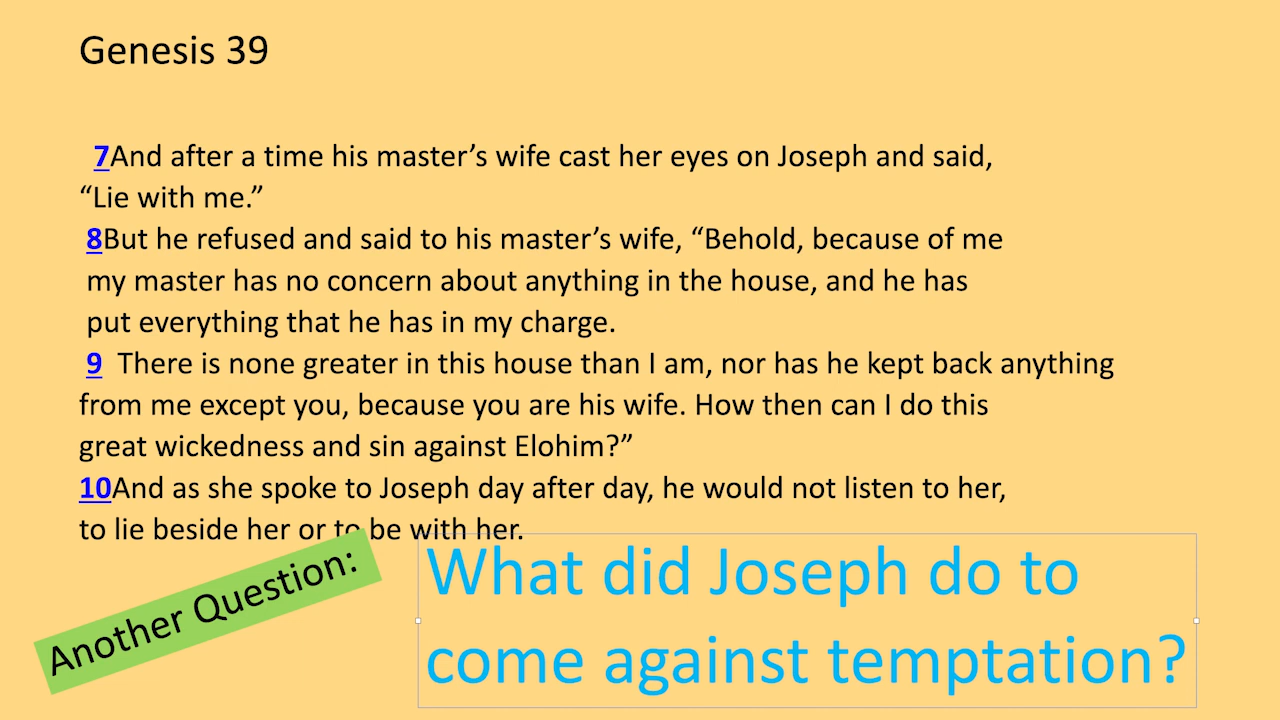 Genesis 39
7And after a time his master’s wife cast her eyes on Joseph and said,
“Lie with me.”
8But he refused and said to his master’s wife, “Behold, because of me
my master has no concern about anything in the house, and he has
put everything that he has in my charge.
9 There is none greater in this house than I am, nor has he kept back anything
from me except you, because you are his wife. How then can I do this
great wickedness and sin against Elohim?”
10And as she spoke to Joseph day after day, he would not listen to her,
to lie beside her or to be with her.
Another Question:
What did Joseph do to
come against temptation?